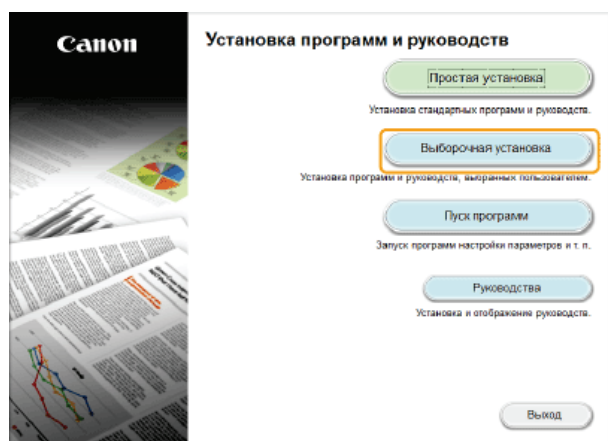 Canon
Установка программ и руководств
Простая установка
Установка стандартных программ и руководств.
Выборочная установка
Установка программ и руководств, выбранных пользователем.
Пуск программ
Запуск программ настройки параметров и т. п.
Руководства
Установка и отображение руководств.
Выход